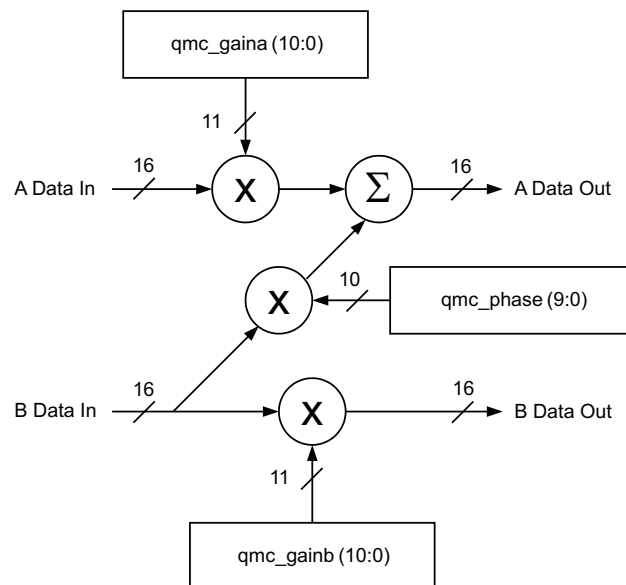 qmc_gaina (10:0)
11
16
16
A Data In
X
Σ
A Data Out
10
X
qmc_phase (9:0)
16
16
B Data In
X
B Data Out
11
qmc_gainb (10:0)